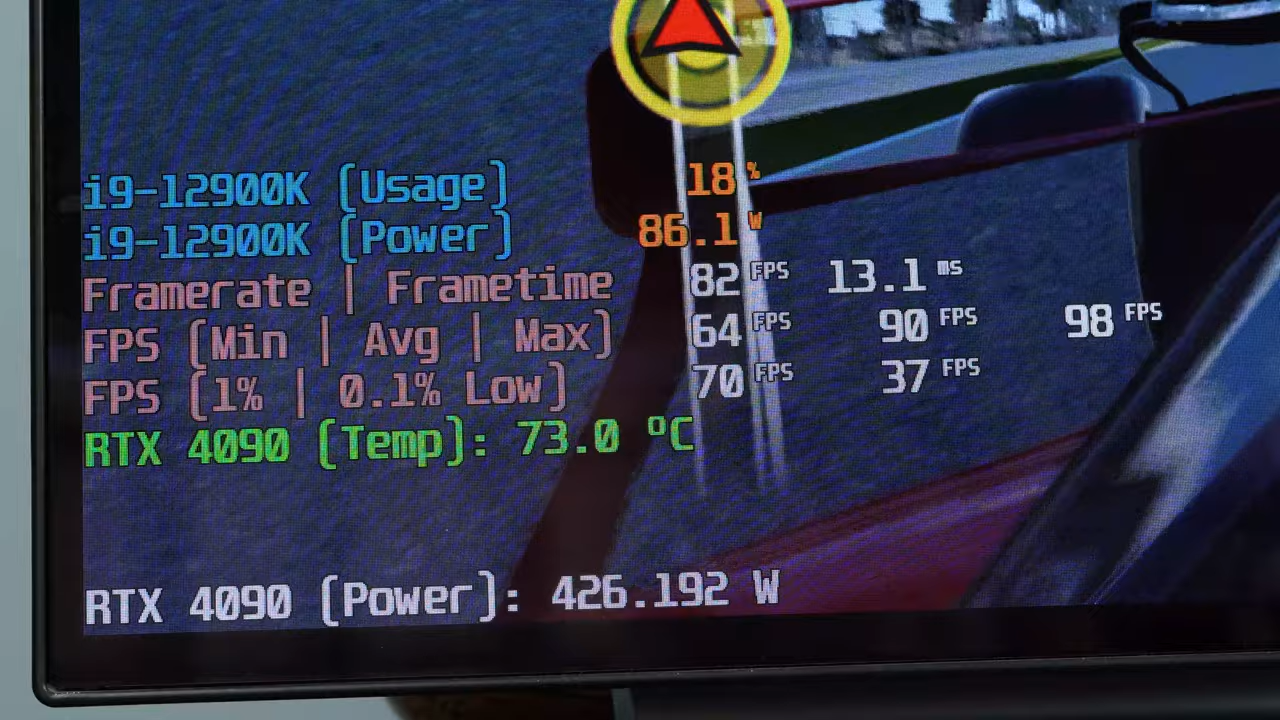 i9-12900K [Usage] 18 %
i9-12900K [Power] 86.1 W
Framerate | Frametime 82 FPS 13.1 ms
FPS [Min | Avg | Max] 64 FPS 90 FPS 98 FPS
FPS [1% | 0.1% Low] 70 FPS 37 FPS
RTX 4090 [Temp]: 73.0 ºC
RTX 4090 [Power]: 426.192 W